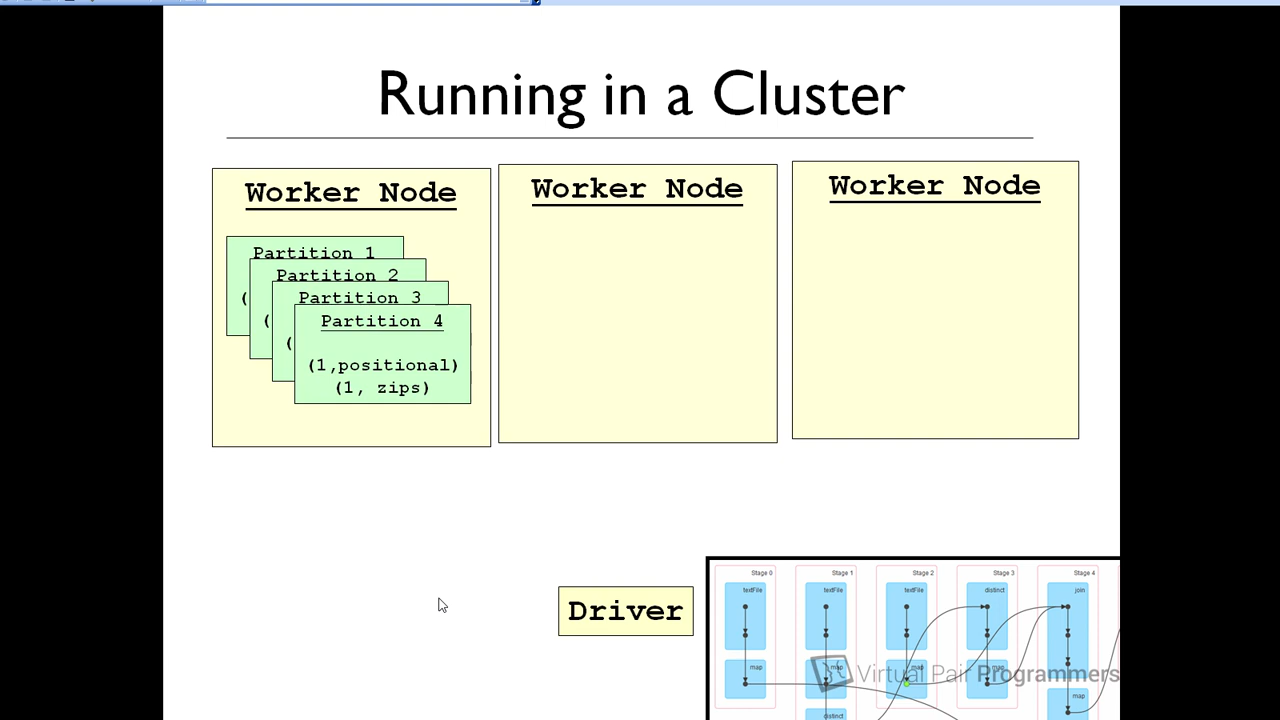 Running in a Cluster
Worker Node
Worker Node
Worker Node
Partition 1
Partition 2
Partition 3
Partition 4
(
(
(
(1,positional)
(1, zips)
Driver
Stage 0
Stage 1
Stage 2
Stage 3
Stage 4
textFile
textFile
textFile
distinct
join
map
map
map
map
map
distinct
Virtual Pair Programmers